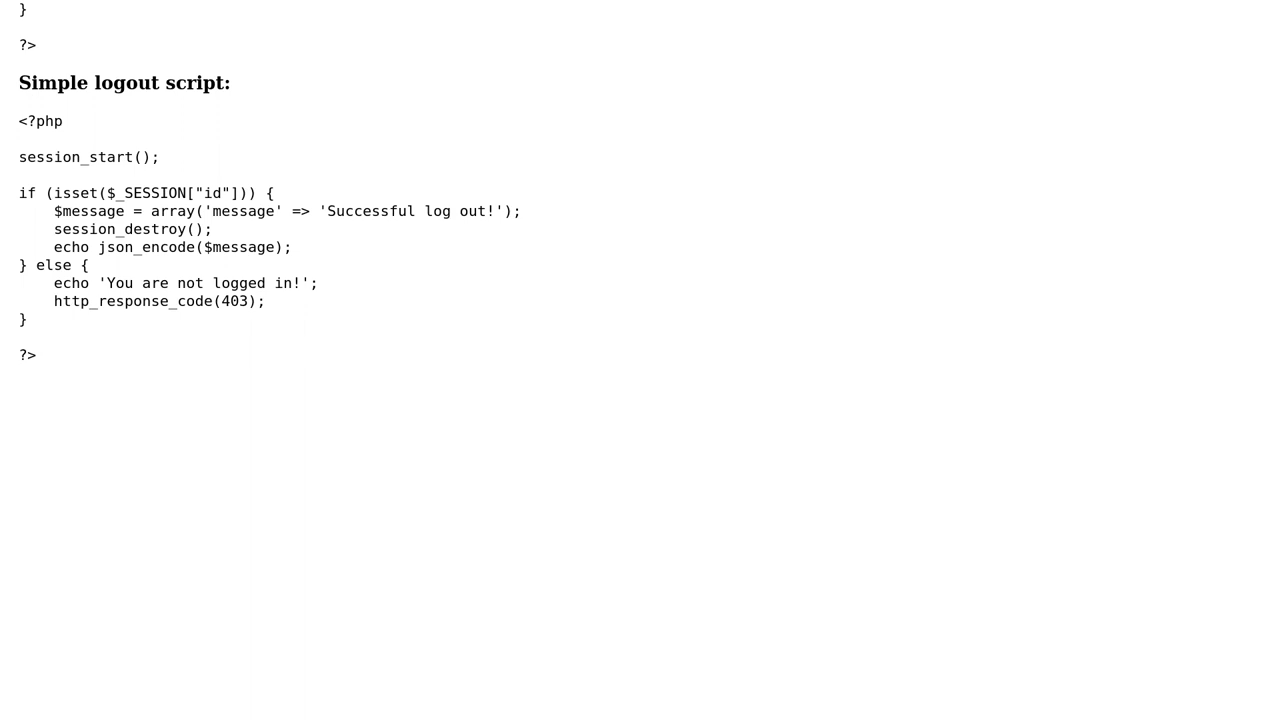 }
?>
Simple logout script:
<?php
session_start();
if (isset($_SESSION["id"])) {
    $message = array('message' => 'Successful log out!');
    session_destroy();
    echo json_encode($message);
} else {
    echo 'You are not logged in!';
    http_response_code(403);
}
?>